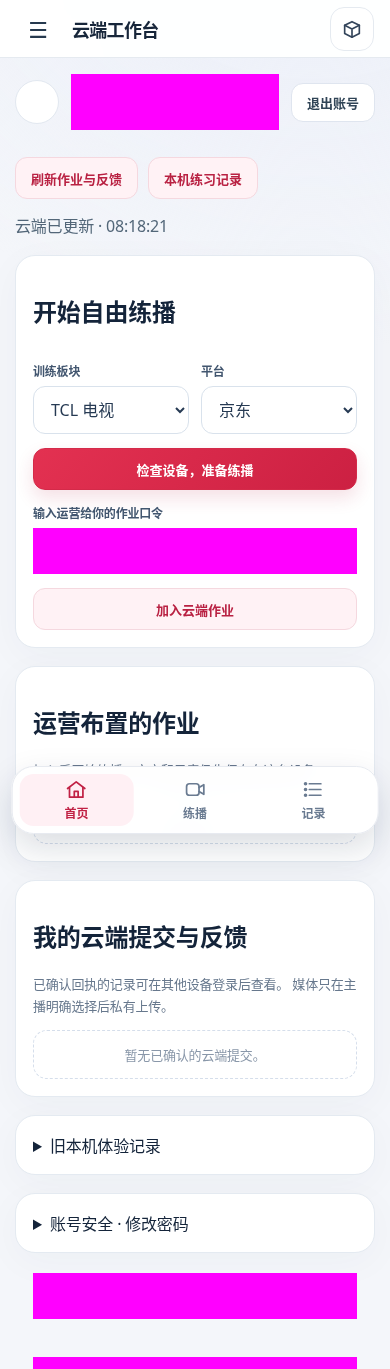 云端工作台
退出账号
刷新作业与反馈
本机练习记录
云端已更新 · 08:18:21
开始自由练播
训练板块
平台
TCL 电视
京东
检查设备，准备练播
输入运营给你的作业口令
加入云端作业
运营布置的作业
首页
练播
记录
我的云端提交与反馈
已确认回执的记录可在其他设备登录后查看。 媒体只在主
播明确选择后私有上传。
暂无已确认的云端提交。
旧本机体验记录
账号安全 · 修改密码